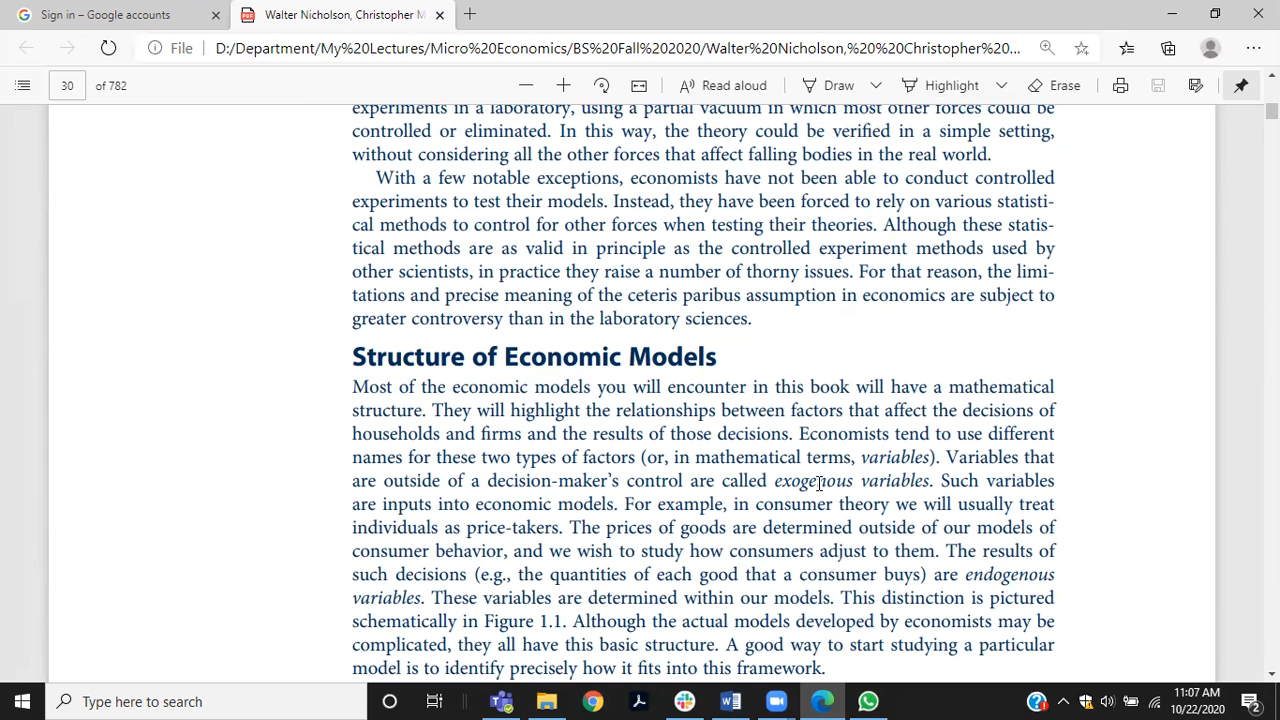 Sign in – Google accounts
Walter Nicholson, Christopher M
File
D:/Department/My%20Lectures/Micro%20Economics/BS%20Fall%202020/Walter%20Nicholson,%20%20Christopher%20...
30 of 782
Read aloud
Draw
Highlight
Erase
experiments in a laboratory, using a partial vacuum in which most other forces could be
controlled or eliminated. In this way, the theory could be verified in a simple setting,
without considering all the other forces that affect falling bodies in the real world.
With a few notable exceptions, economists have not been able to conduct controlled
experiments to test their models. Instead, they have been forced to rely on various statisti-
cal methods to control for other forces when testing their theories. Although these statis-
tical methods are as valid in principle as the controlled experiment methods used by
other scientists, in practice they raise a number of thorny issues. For that reason, the limi-
tations and precise meaning of the ceteris paribus assumption in economics are subject to
greater controversy than in the laboratory sciences.
Structure of Economic Models
Most of the economic models you will encounter in this book will have a mathematical
structure. They will highlight the relationships between factors that affect the decisions of
households and firms and the results of those decisions. Economists tend to use different
names for these two types of factors (or, in mathematical terms, variables). Variables that
are outside of a decision-maker's control are called exogenous variables. Such variables
are inputs into economic models. For example, in consumer theory we will usually treat
individuals as price-takers. The prices of goods are determined outside of our models of
consumer behavior, and we wish to study how consumers adjust to them. The results of
such decisions (e.g., the quantities of each good that a consumer buys) are endogenous
variables. These variables are determined within our models. This distinction is pictured
schematically in Figure 1.1. Although the actual models developed by economists may be
complicated, they all have this basic structure. A good way to start studying a particular
model is to identify precisely how it fits into this framework.
Type here to search
11:07 AM
10/22/2020
2